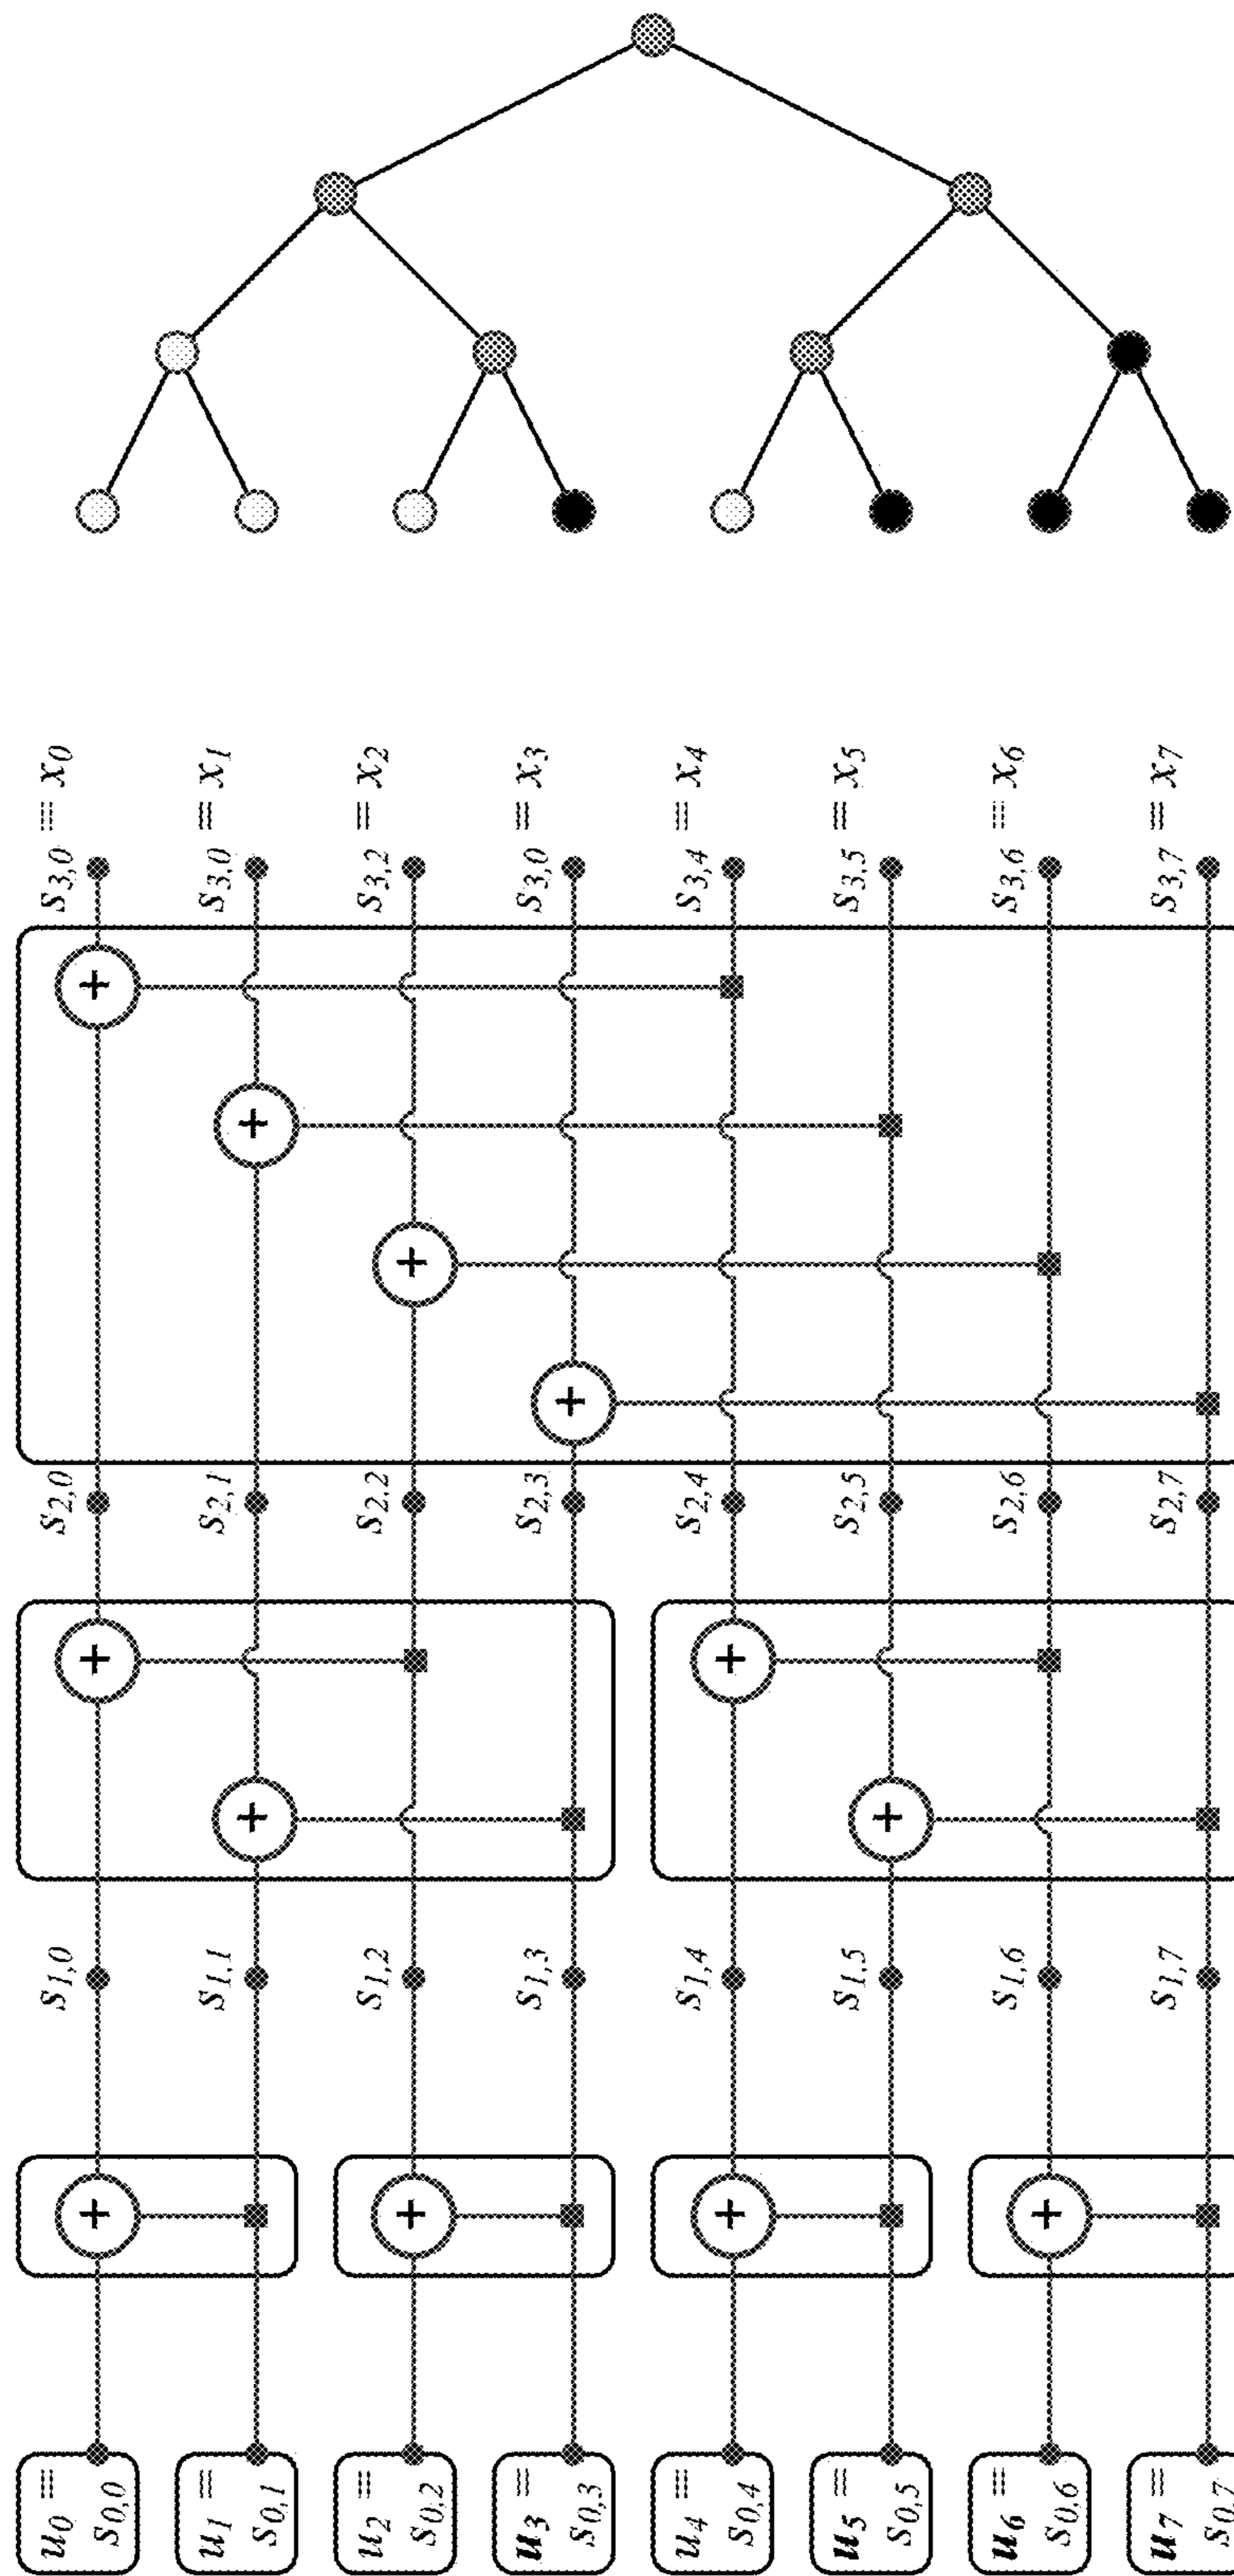 u₀ =
s₀,₀
+
s₁,₀
+
s₂,₀
+
s₃,₀ = x₀
u₁ =
s₀,₁
s₁,₁
+
s₂,₁
+
s₃,₀ = x₁
u₂ =
s₀,₂
+
s₁,₂
s₂,₂
+
s₃,₂ = x₂
u₃ =
s₀,₃
s₁,₃
s₂,₃
+
s₃,₀ = x₃
u₄ =
s₀,₄
+
s₁,₄
+
s₂,₄
s₃,₄ = x₄
u₅ =
s₀,₅
s₁,₅
+
s₂,₅
s₃,₅ = x₅
u₆ =
s₀,₆
+
s₁,₆
s₂,₆
s₃,₆ = x₆
u₇ =
s₀,₇
s₁,₇
s₂,₇
s₃,₇ = x₇